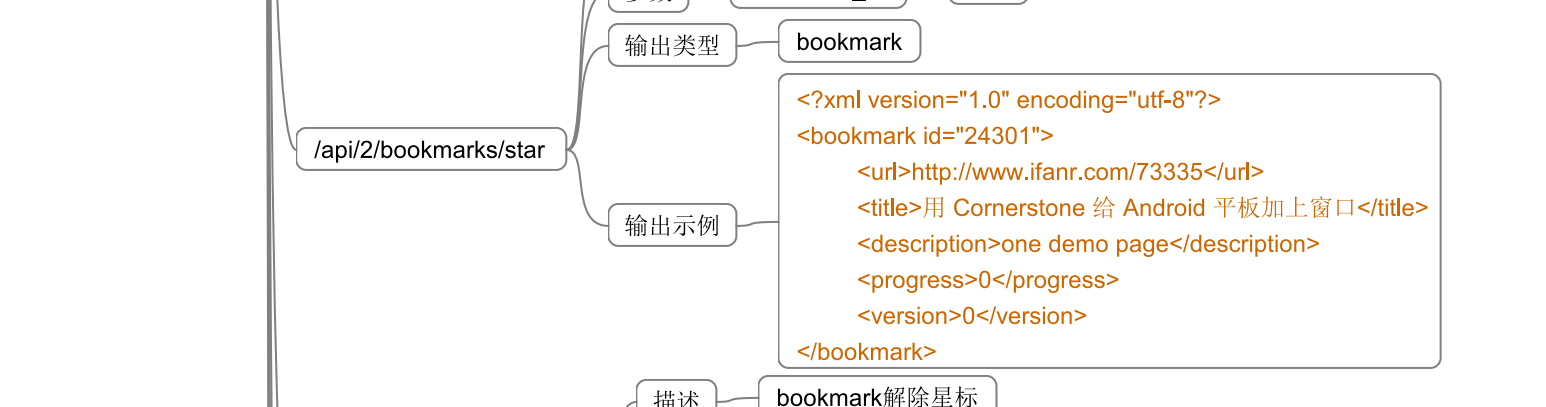 输出类型
bookmark
/api/2/bookmarks/star
输出示例
<?xml version="1.0" encoding="utf-8"?>
<bookmark id="24301">
<url>http://www.ifanr.com/73335</url>
<title>用 Cornerstone 给 Android 平板加上窗口</title>
<description>one demo page</description>
<progress>0</progress>
<version>0</version>
</bookmark>
描述
bookmark解除星标